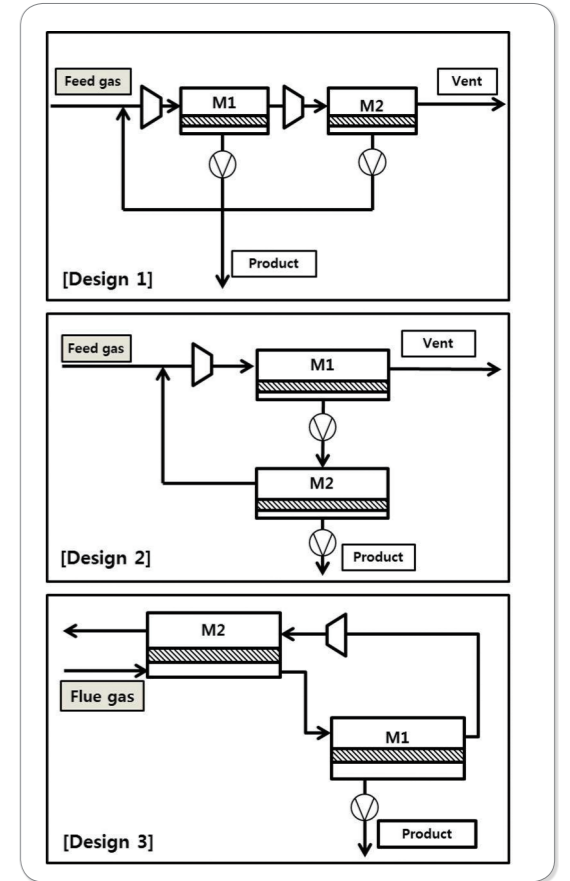 Feed gas
M1
M2
Vent
Product
[Design 1]
Feed gas
M1
Vent
M2
Product
[Design 2]
M2
Flue gas
M1
Product
[Design 3]